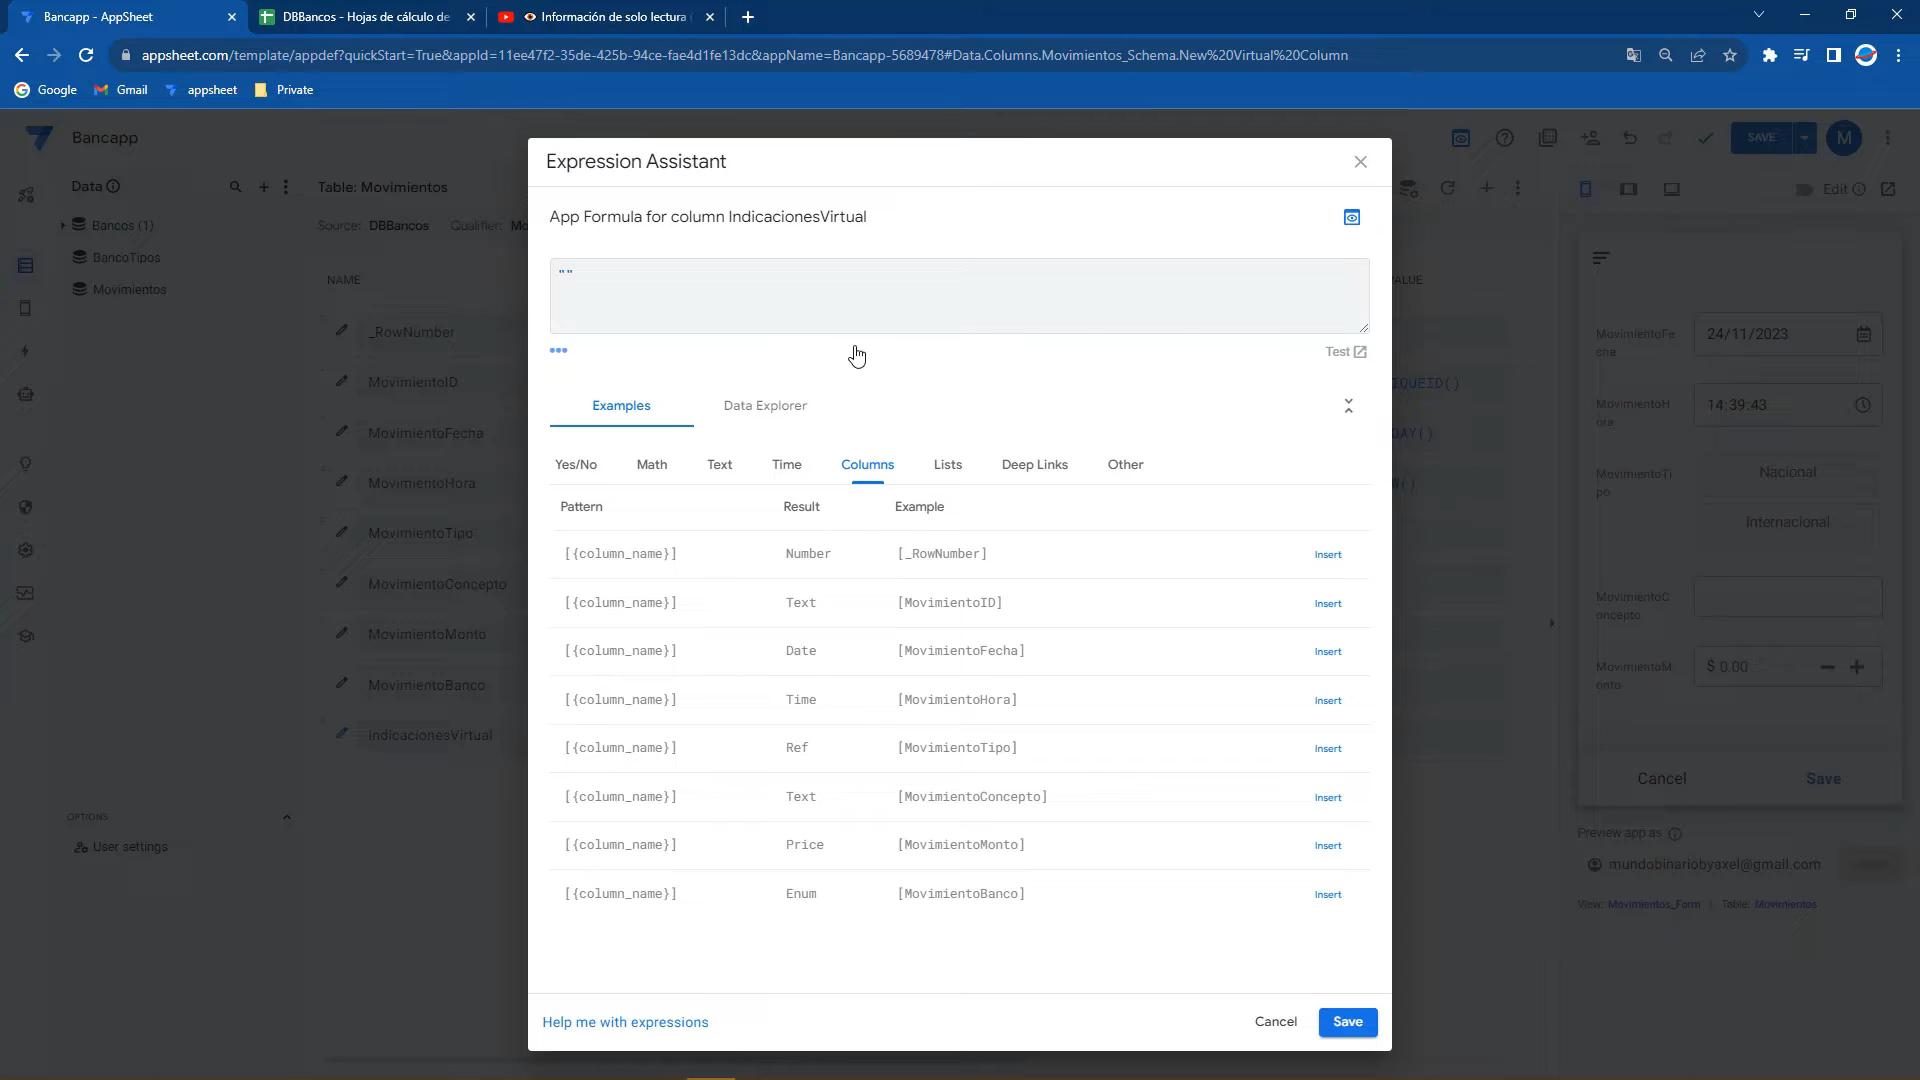 Bancapp - AppSheet
DBBancos - Hojas de cálculo de
Información de solo lectura
appsheet.com/template/appdef?quickStart=True&appId=11ee47f2-35de-425b-94ce-fae4d1fe13dc&appName=Bancapp-5689478#Data.Columns.Movimientos_Schema.New%20Virtual%20Column
Google
Gmail
appsheet
Private
Bancapp
SAVE
M
Data
Table: Movimientos
Edit
Bancos (1)
Source: DBBancos Qualifier: Mo
BancoTipos
Movimientos
NAME
_RowNumber
MovimientoID
MovimientoFecha
MovimientoHora
MovimientoTipo
MovimientoConcepto
MovimientoMonto
MovimientoBanco
IndicacionesVirtual
OPTIONS
User settings
Expression Assistant
App Formula for column IndicacionesVirtual
""
Test
Examples
Data Explorer
Yes/No
Math
Text
Time
Columns
Lists
Deep Links
Other
Pattern Result Example
[{column_name}] Number [_RowNumber] Insert
[{column_name}] Text [MovimientoID] Insert
[{column_name}] Date [MovimientoFecha] Insert
[{column_name}] Time [MovimientoHora] Insert
[{column_name}] Ref [MovimientoTipo] Insert
[{column_name}] Text [MovimientoConcepto] Insert
[{column_name}] Price [MovimientoMonto] Insert
[{column_name}] Enum [MovimientoBanco] Insert
Help me with expressions
Cancel
Save
ALUE
IQUEID()
DAY()
W()
MovimientoFe
cha
24/11/2023
MovimientoH
ora
14:39:43
MovimientoTi
po
Nacional
Internacional
MovimientoC
oncepto
MovimientoM
onto
$ 0.00
Cancel
Save
Preview app as
mundobinariobyaxel@gmail.com
View: Movimientos_Form | Table: Movimientos